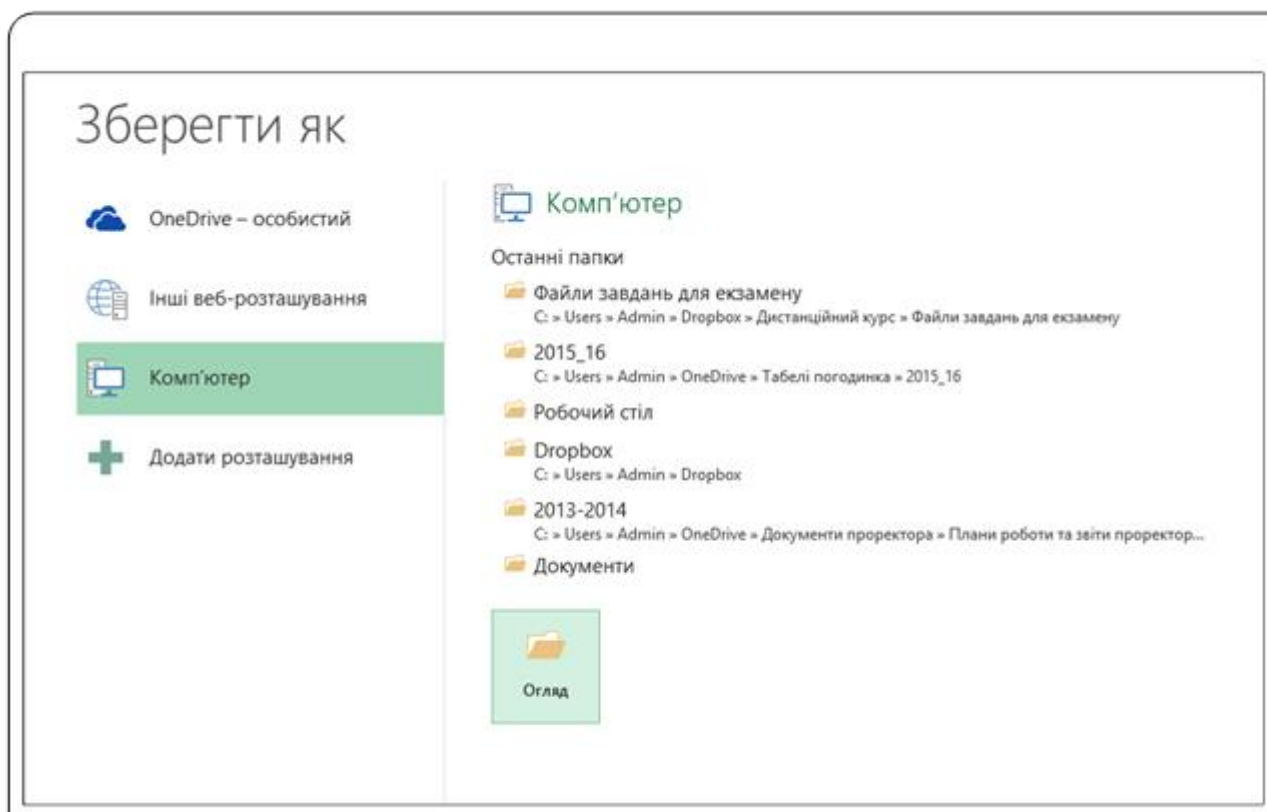 Зберегти як
OneDrive – особистий
Інші веб-розташування
Комп'ютер
Додати розташування
Комп'ютер
Останні папки
Файли завдань для екзамену
C: » Users » Admin » Dropbox » Дистанційний курс » Файли завдань для екзамену
2015_16
C: » Users » Admin » OneDrive » Табелі погодинка » 2015_16
Робочий стіл
Dropbox
C: » Users » Admin » Dropbox
2013-2014
C: » Users » Admin » OneDrive » Документи проректора » Плани роботи та звіти проректор...
Документи
Огляд